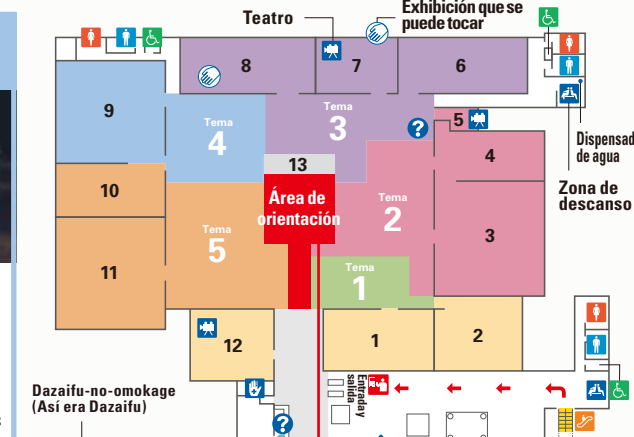 Teatro
Exhibición que se
puede tocar
8
7
6
9
Tema
4
Tema
3
?
5
4
Dispensad
de agua
13
10
Área de
orientación
Tema
2
Zona de
descanso
Tema
5
3
11
Tema
1
12
1
2
Entrada y
salida
Dazaifu-no-omokage
(Así era Dazaifu)
?
s